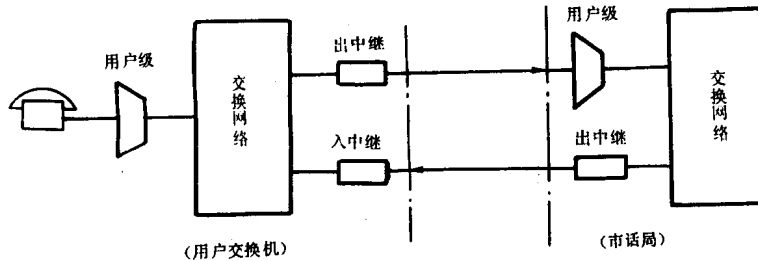 用户级
交换网络
出中继
入中继
(用户交换机)
用户级
出中继
交换网络
(市话局)